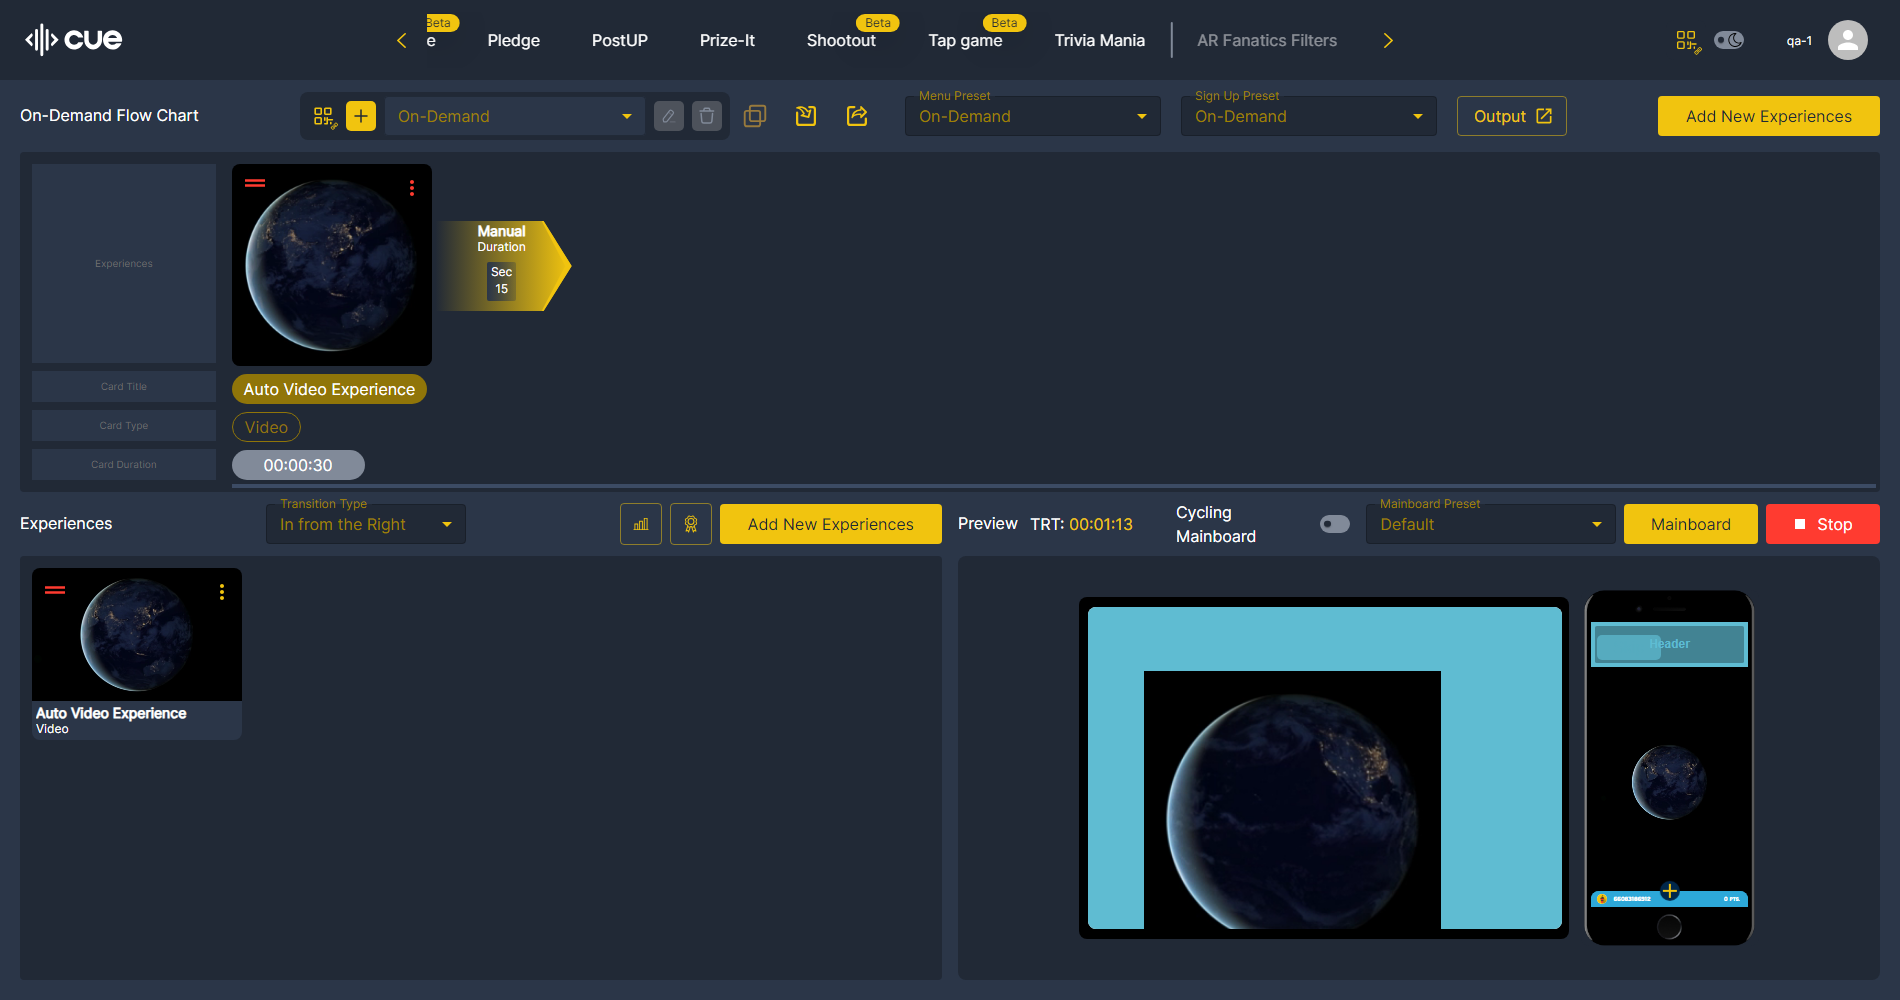 cue
Beta
e
Pledge
PostUP
Prize-It
Beta
Shootout
Beta
Tap game
Trivia Mania
AR Fanatics Filters
qa-1
On-Demand Flow Chart
On-Demand
Menu Preset
On-Demand
Sign Up Preset
On-Demand
Output
Add New Experiences
Experiences
Manual
Duration
Sec
15
Card Title
Auto Video Experience
Card Type
Video
Card Duration
00:00:30
Experiences
Transition Type
In from the Right
Add New Experiences
Preview
TRT: 00:01:13
Cycling
Mainboard
Mainboard Preset
Default
Mainboard
Stop
Auto Video Experience
Video
Header
0 PTS.